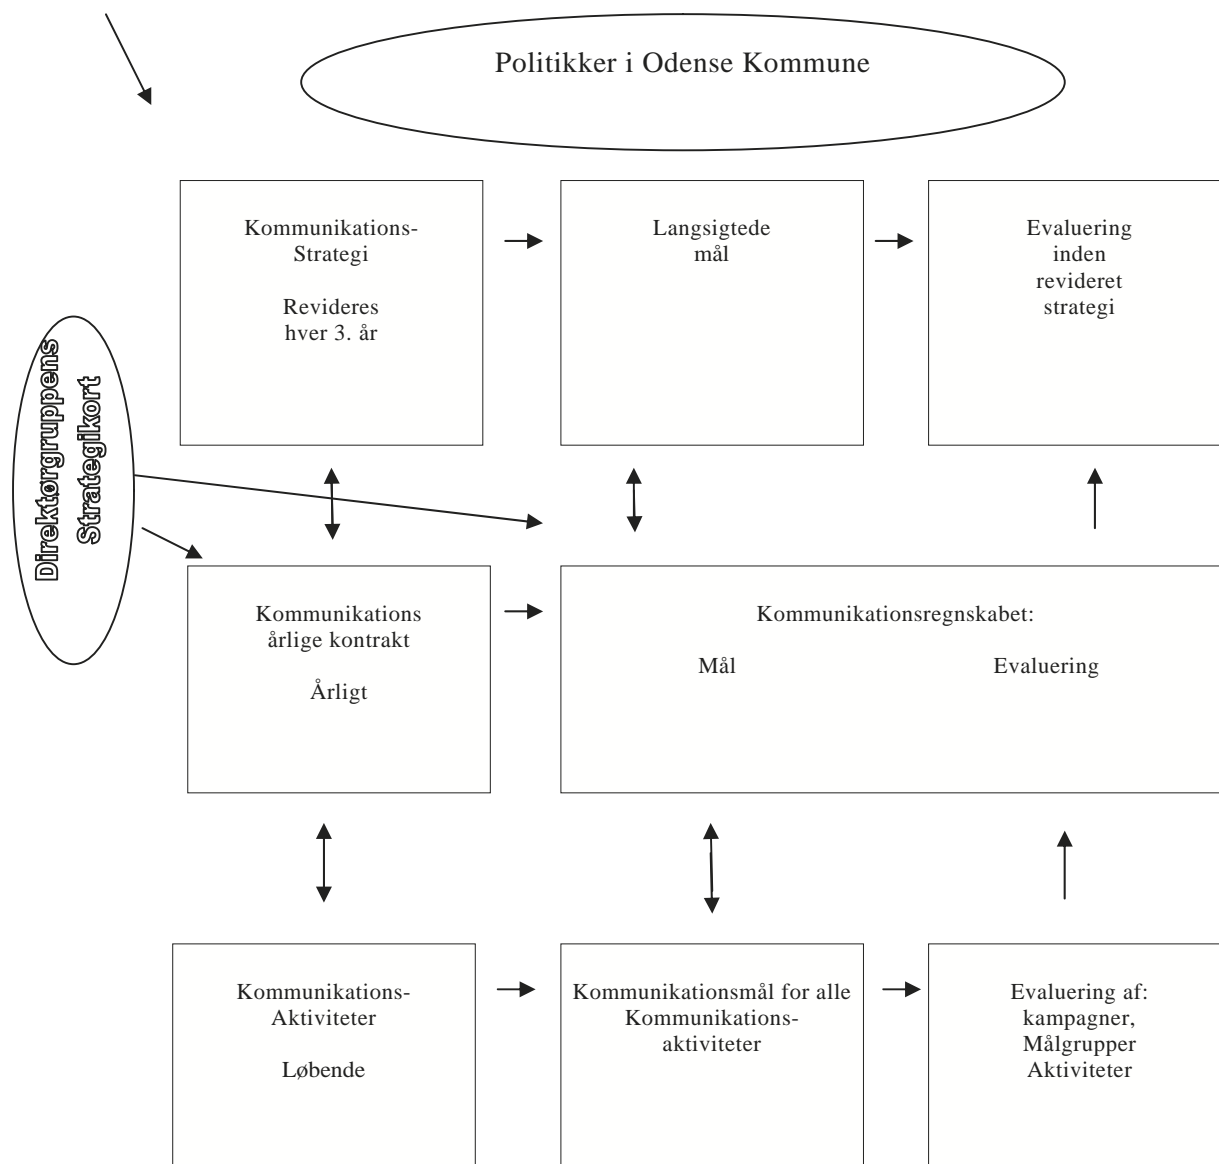 Politikker i Odense Kommune
Kommunikations-
Strategi
Revideres
hver 3. år
Langsigtede
mål
Evaluering
inden
revideret
strategi
Direktørgruppens
Strategikort
Kommunikations
årlige kontrakt
Årligt
Kommunikationsregnskabet:
Mål Evaluering
Kommunikations-
Aktiviteter
Løbende
Kommunikationsmål for alle
Kommunikations-
aktiviteter
Evaluering af:
kampagner,
Målgrupper
Aktiviteter